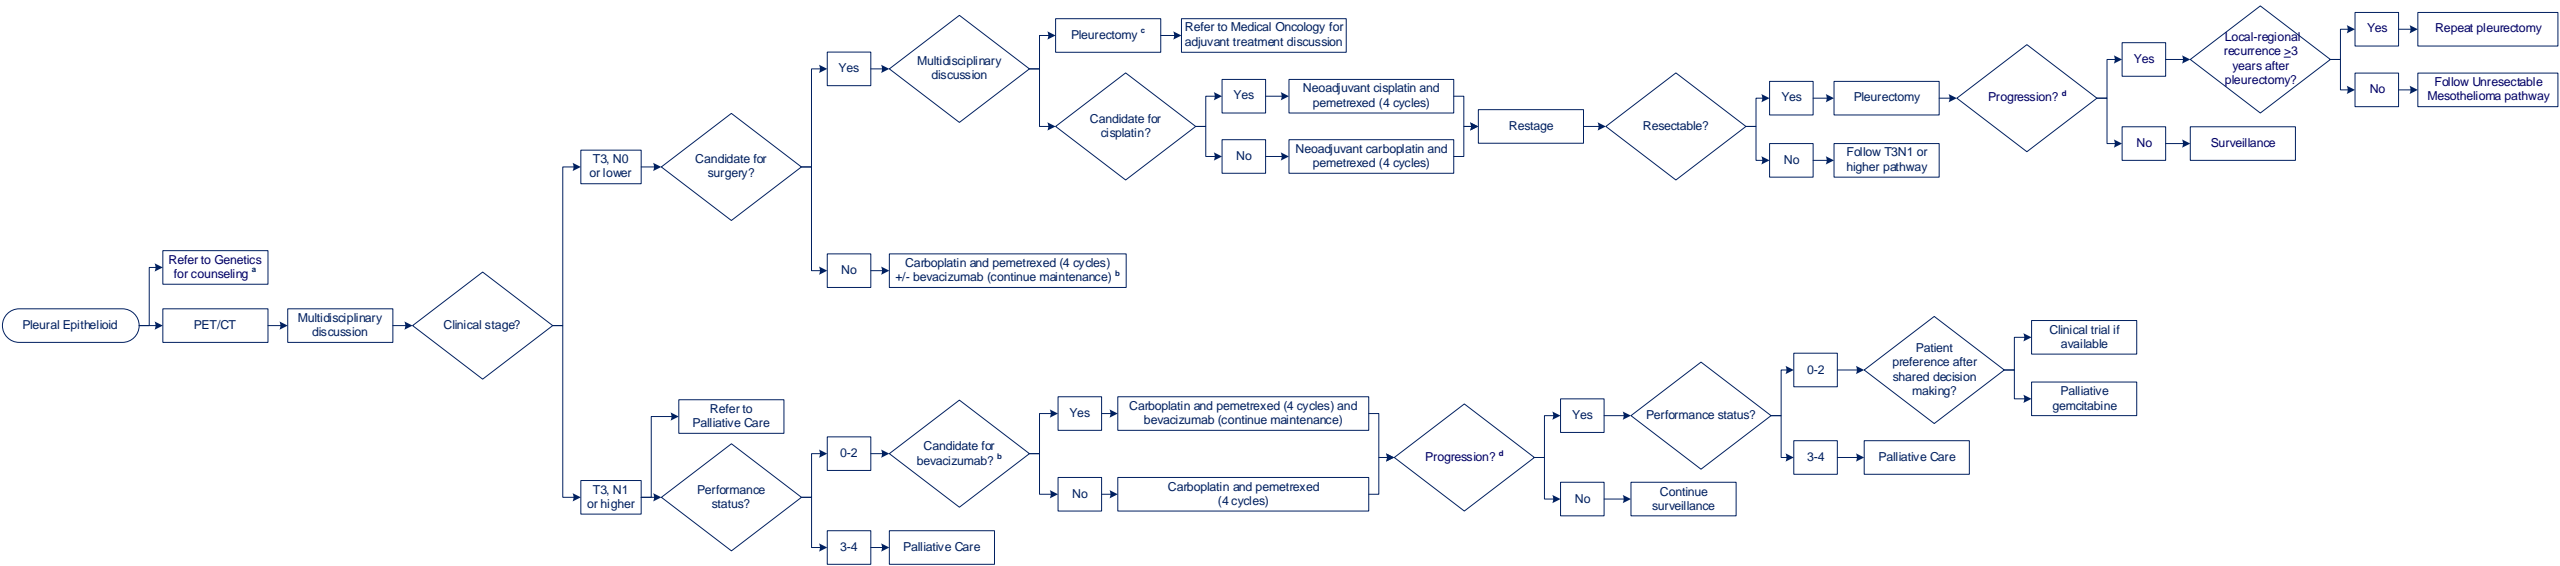 Pleural Epithelioid
Refer to Genetics
for counseling a
PET/CT
Multidisciplinary
discussion
Clinical stage?
T3, N0
or lower
Candidate for
surgery?
Yes
Multidisciplinary
discussion
Pleurectomy c
Refer to Medical Oncology for
adjuvant treatment discussion
Candidate for
cisplatin?
Yes
Neoadjuvant cisplatin and
pemetrexed (4 cycles)
No
Neoadjuvant carboplatin and
pemetrexed (4 cycles)
Restage
Resectable?
Yes
Pleurectomy
No
Follow T3N1 or
higher pathway
Progression? d
Yes
Local-regional
recurrence ≥3
years after
pleurectomy?
Yes
Repeat pleurectomy
No
Follow Unresectable
Mesothelioma pathway
No
Surveillance
No
Carboplatin and pemetrexed (4 cycles)
+/- bevacizumab (continue maintenance) b
T3, N1
or higher
Refer to
Palliative Care
Performance
status?
0-2
Candidate for
bevacizumab? b
Yes
Carboplatin and pemetrexed (4 cycles) and
bevacizumab (continue maintenance)
No
Carboplatin and pemetrexed
(4 cycles)
Progression? d
Yes
Performance status?
0-2
Patient
preference after
shared decision
making?
Clinical trial if
available
Palliative
gemcitabine
3-4
Palliative Care
No
Continue
surveillance
3-4
Palliative Care